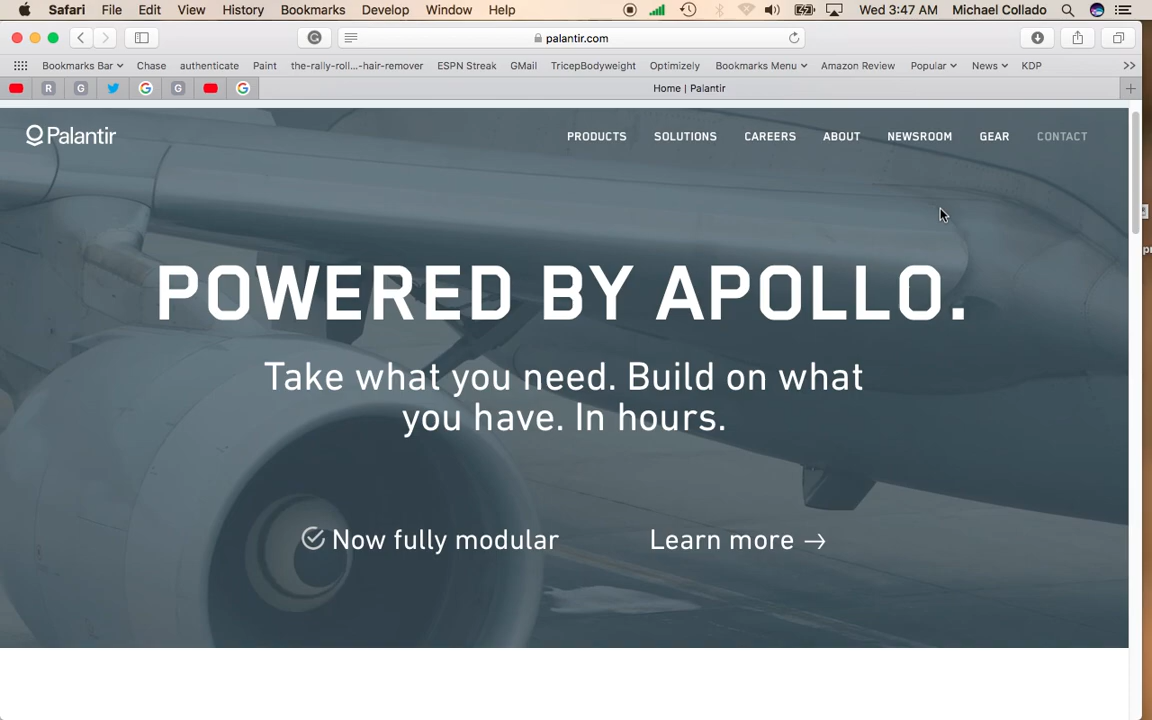 Safari File Edit View History Bookmarks Develop Window Help Wed 3:47 AM Michael Collado
palantir.com
Bookmarks Bar Chase authenticate Paint the-rally-roll...-hair-remover ESPN Streak GMail TricepBodyweight Optimizely Bookmarks Menu Amazon Review Popular News KDP
R G G Home | Palantir
Palantir PRODUCTS SOLUTIONS CAREERS ABOUT NEWSROOM GEAR CONTACT
POWERED BY APOLLO.
Take what you need. Build on what
you have. In hours.
Now fully modular Learn more →